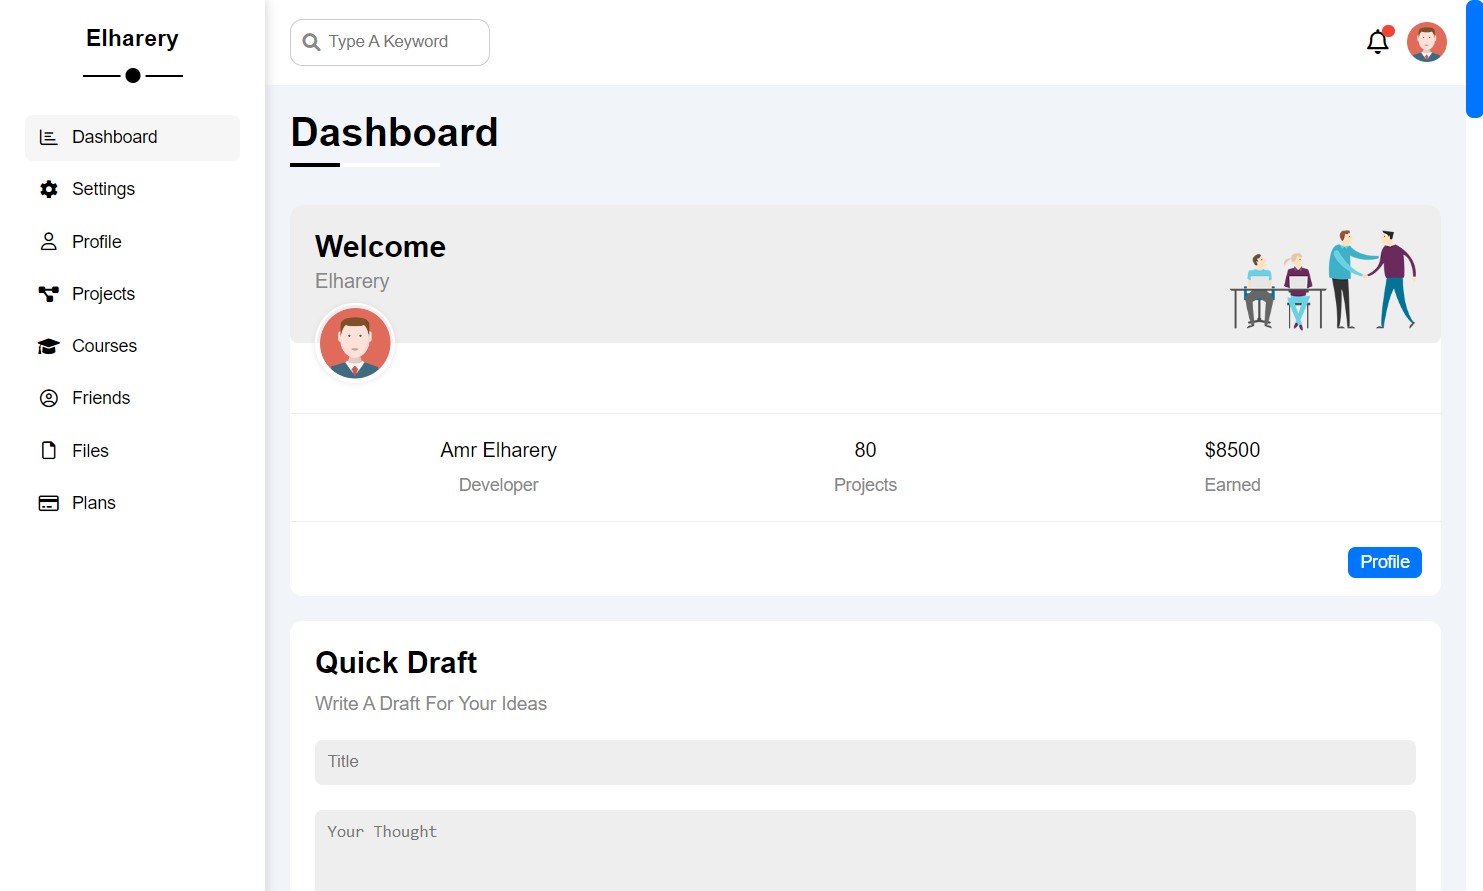 Elharery
Dashboard
Settings
Profile
Projects
Courses
Friends
Files
Plans
Type A Keyword
Dashboard
Welcome
Elharery
Amr Elharery
Developer
80
Projects
$8500
Earned
Profile
Quick Draft
Write A Draft For Your Ideas
Title
Your Thought